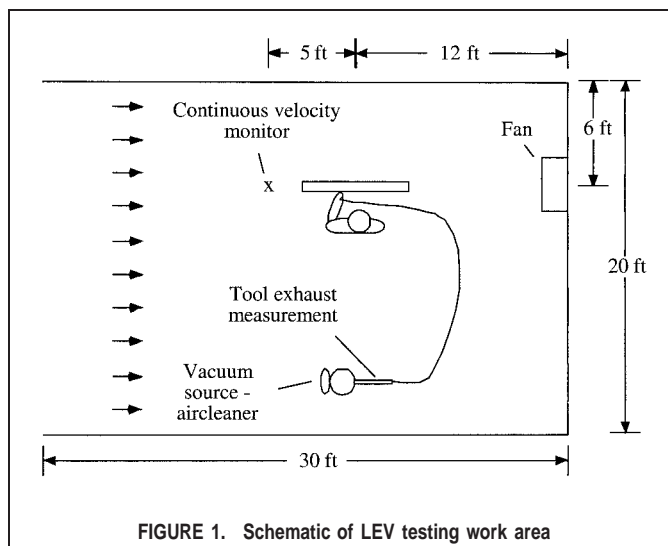 5 ft
12 ft
Continuous velocity
monitor
x
Fan
6 ft
20 ft
Tool exhaust
measurement
Vacuum
source -
aircleaner
30 ft
FIGURE 1. Schematic of LEV testing work area